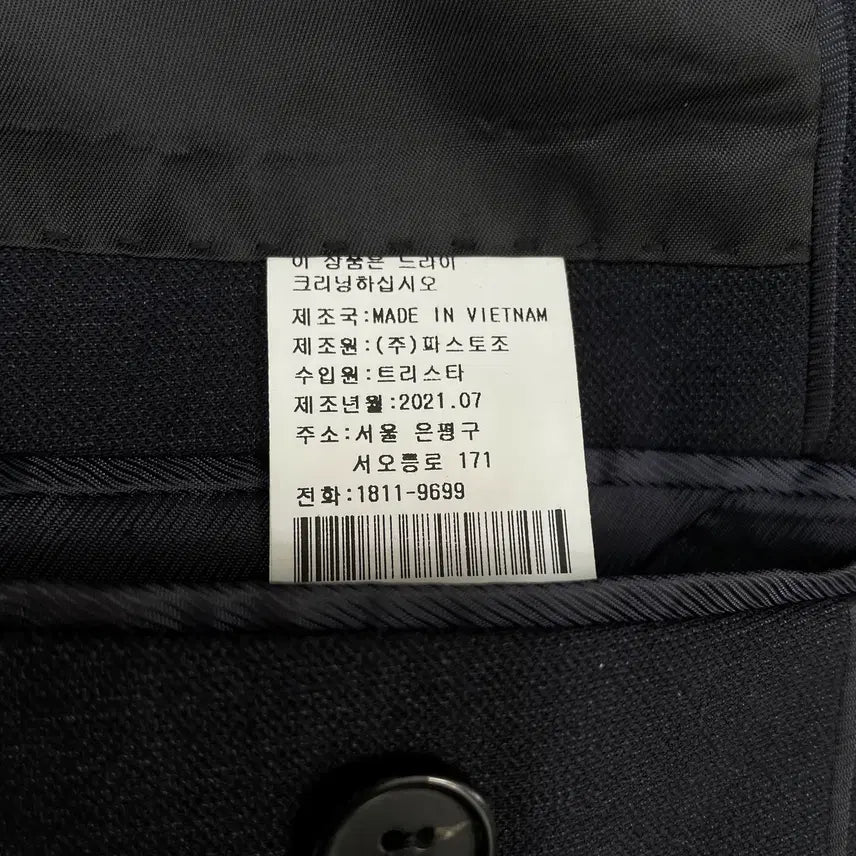 이 상품은 드라이
크리닝하십시오
제조국:MADE IN VIETNAM
제조원:(주)파스토조
수입원:트리스타
제조년월:2021.07
주소:서울 은평구
서오릉로 171
전화:1811-9699